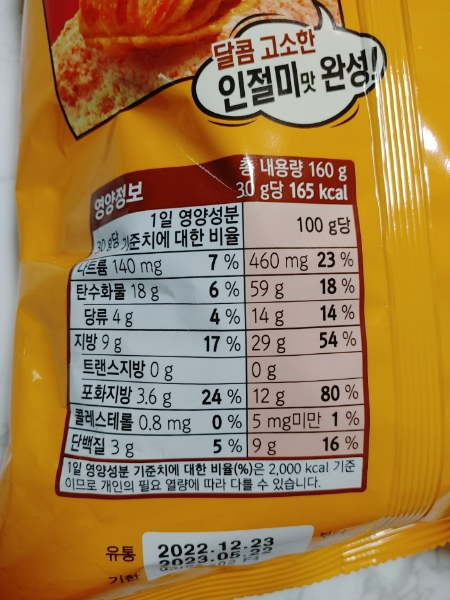 달콤 고소한
인절미맛 완성!
영양정보
총 내용량 160 g
30 g당 165 kcal
30 g당 1일 영양성분 기준치에 대한 비율 100 g당
나트륨 140 mg 7 % 460 mg 23 %
탄수화물 18 g 6 % 59 g 18 %
당류 4 g 4 % 14 g 14 %
지방 9 g 17 % 29 g 54 %
트랜스지방 0 g 0 g
포화지방 3.6 g 24 % 12 g 80 %
콜레스테롤 0.8 mg 0 % 5 mg미만 1 %
단백질 3 g 5 % 9 g 16 %
1일 영양성분 기준치에 대한 비율(%)은 2,000 kcal 기준
이므로 개인의 필요 열량에 따라 다를 수 있습니다.
유통 2022.12.23
기한 2023.05.22